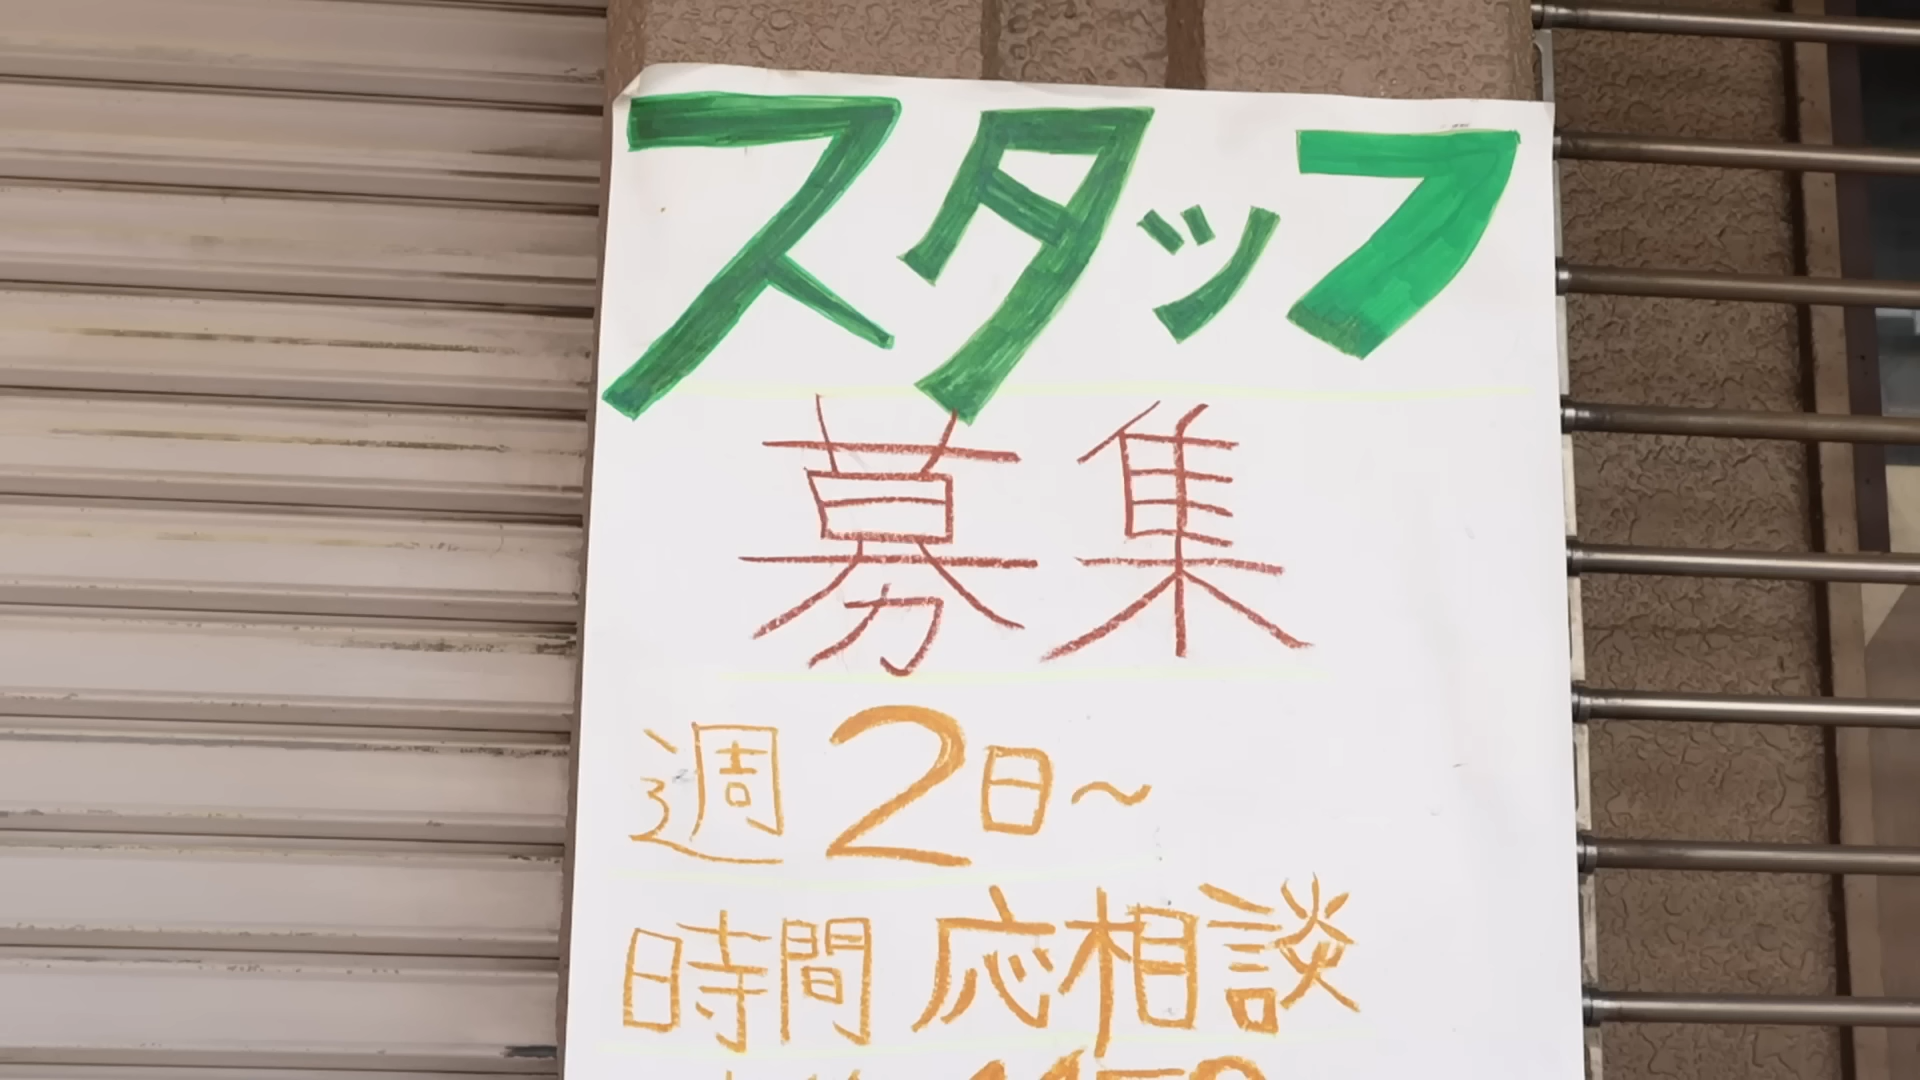 スタッフ
募集
週2日～
時間 応相談